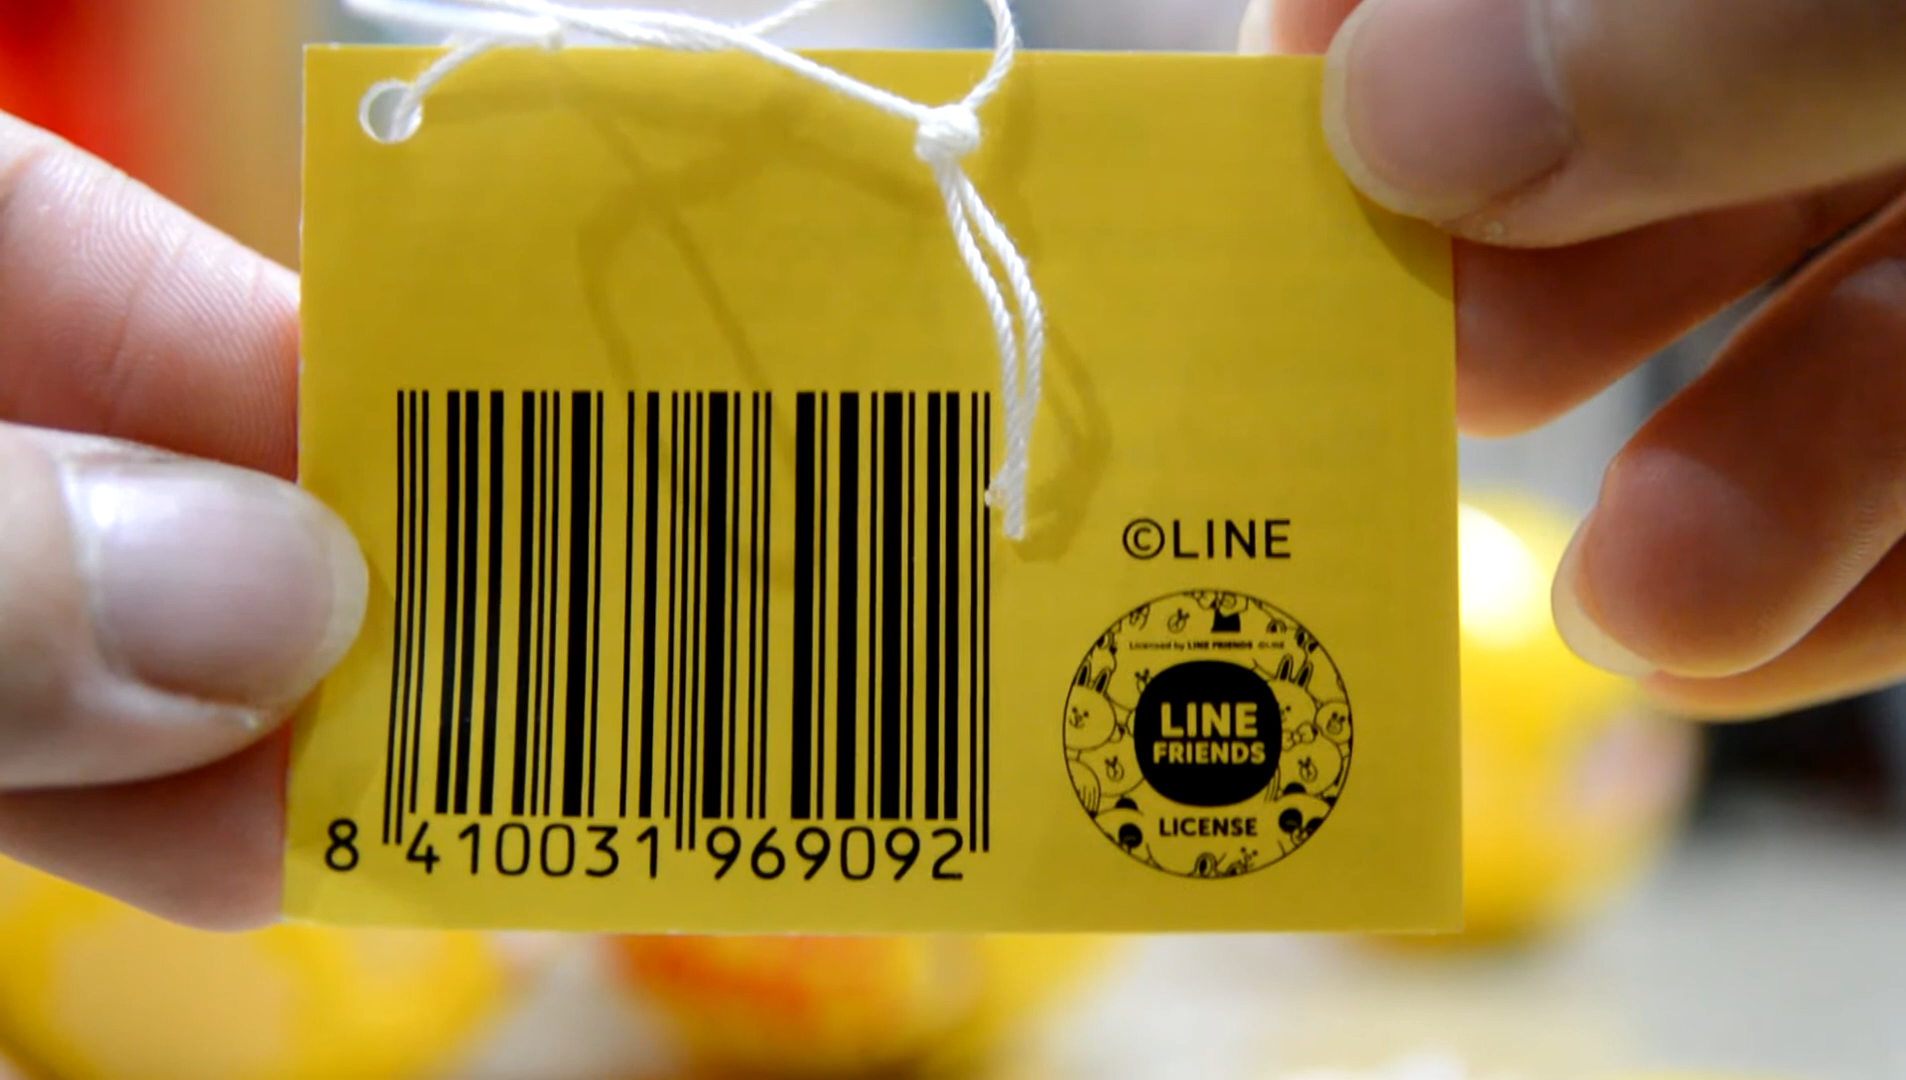 ©LINE
Licensed by LINE FRIENDS ©LINE
LINE
FRIENDS
LICENSE
8 410031 969092